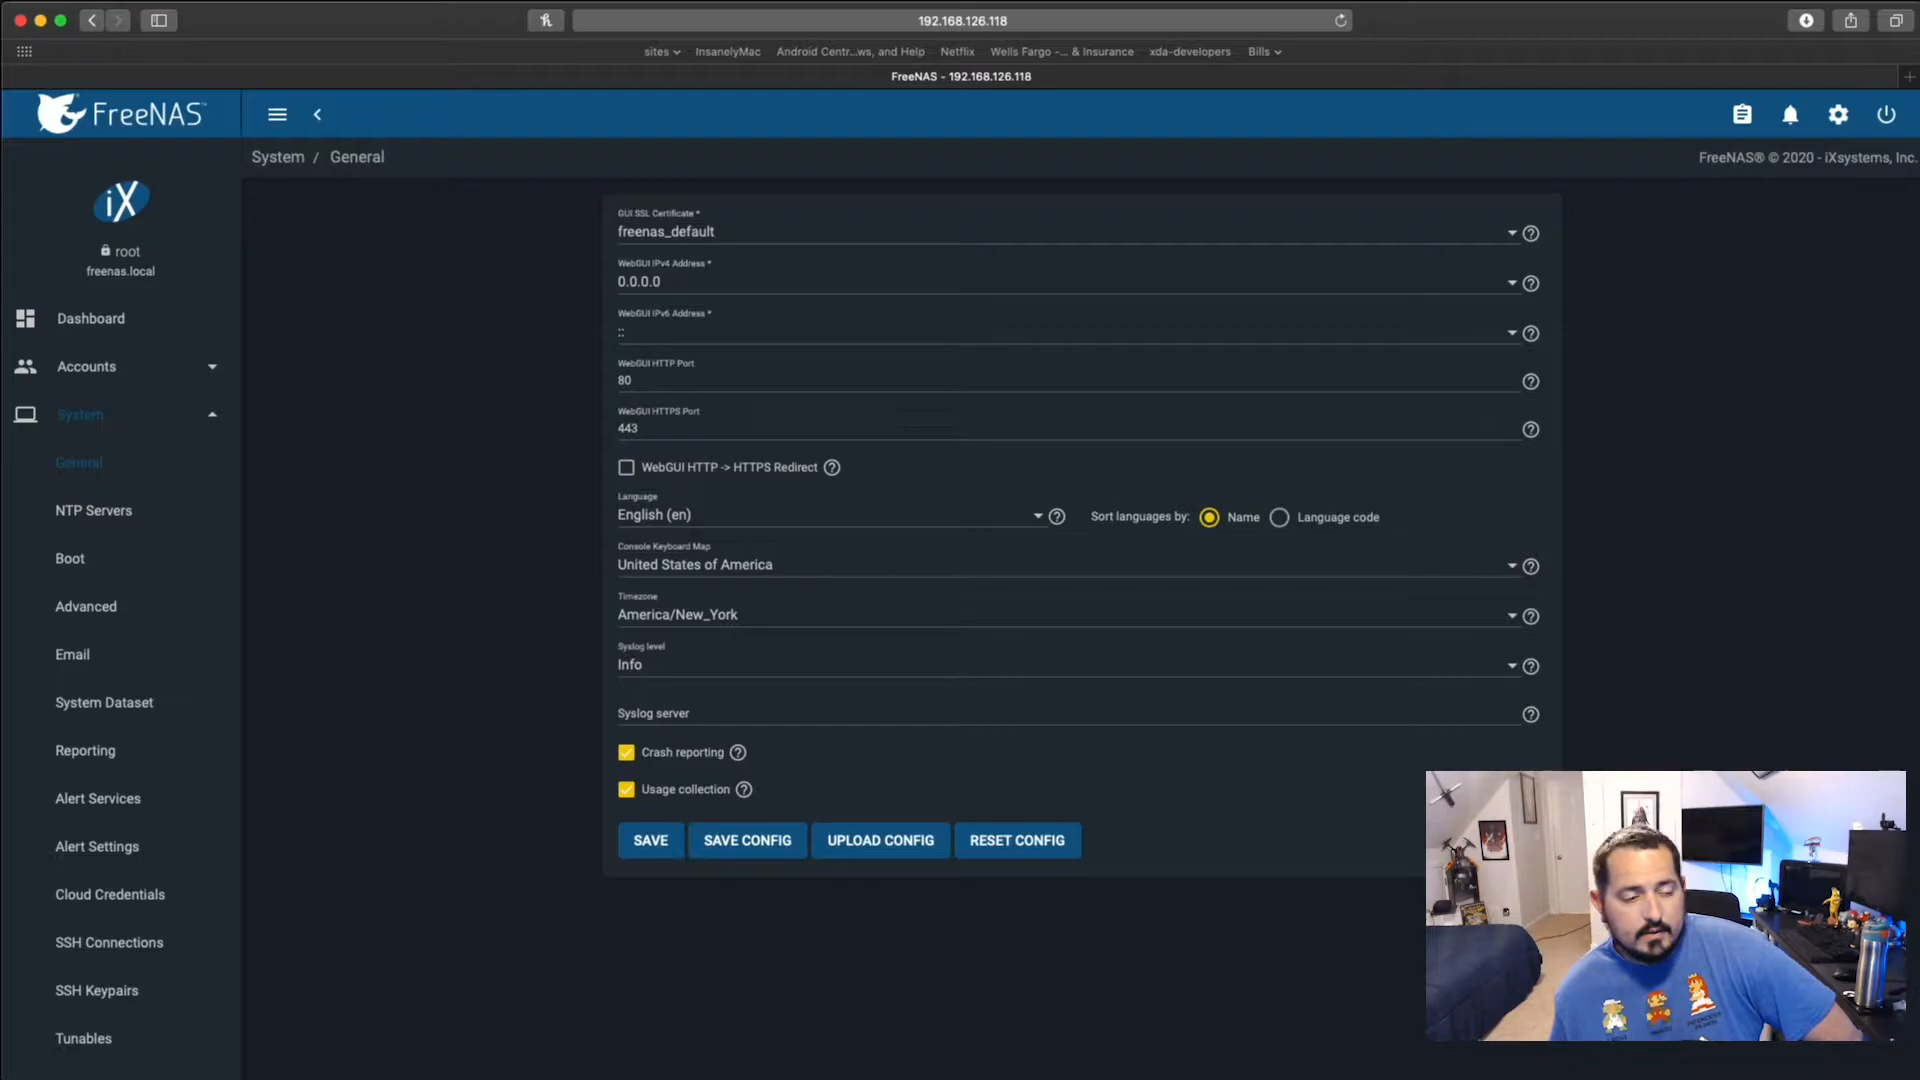 192.168.126.118
sites InsanelyMac Android Centr...ws, and Help Netflix Wells Fargo -... & Insurance xda-developers Bills
FreeNAS - 192.168.126.118
FreeNAS
System / General
FreeNAS® © 2020 - iXsystems, Inc.
iX
root
freenas.local
Dashboard
Accounts
System
General
NTP Servers
Boot
Advanced
Email
System Dataset
Reporting
Alert Services
Alert Settings
Cloud Credentials
SSH Connections
SSH Keypairs
Tunables
GUI SSL Certificate *
freenas_default
WebGUI IPv4 Address *
0.0.0.0
WebGUI IPv6 Address *
::
WebGUI HTTP Port
80
WebGUI HTTPS Port
443
WebGUI HTTP -> HTTPS Redirect
Language
English (en)
Sort languages by: Name Language code
Console Keyboard Map
United States of America
Timezone
America/New_York
Syslog level
Info
Syslog server
Crash reporting
Usage collection
SAVE SAVE CONFIG UPLOAD CONFIG RESET CONFIG